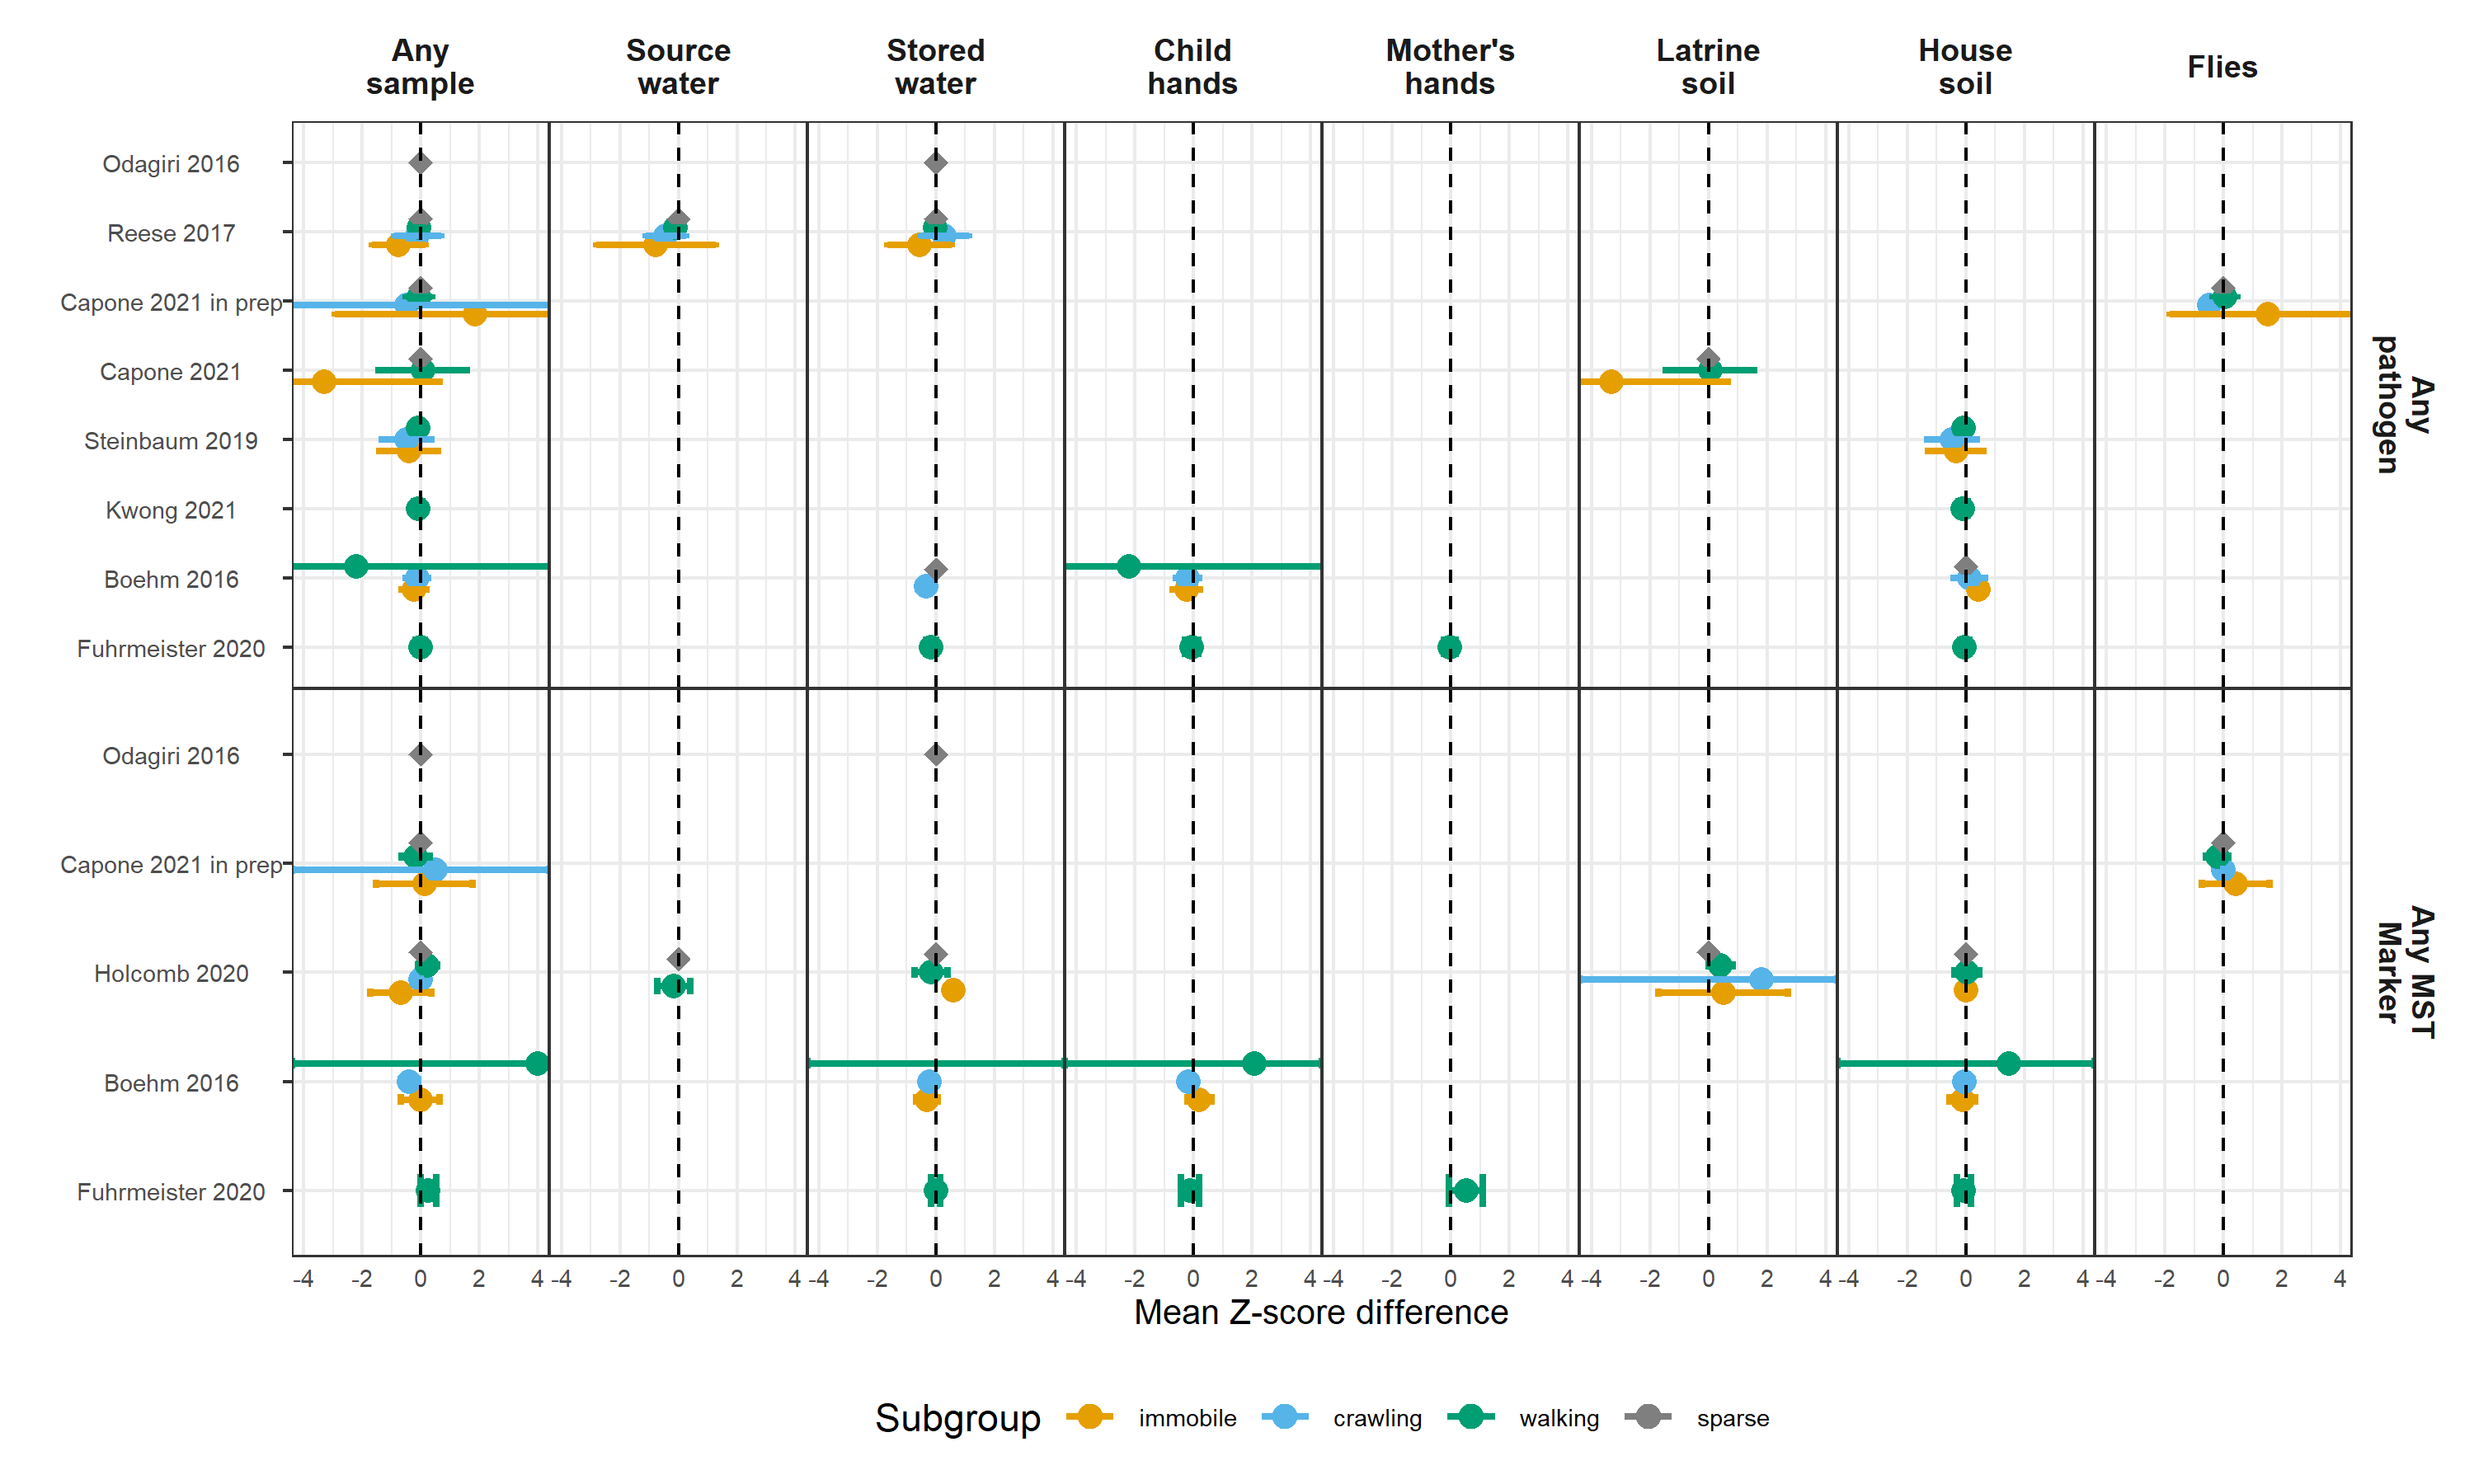 Any sample
Source water
Stored water
Child hands
Mother's hands
Latrine soil
House soil
Flies
Odagiri 2016
Reese 2017
Capone 2021 in prep
Capone 2021
Steinbaum 2019
Kwong 2021
Boehm 2016
Fuhrmeister 2020
Any pathogen
Odagiri 2016
Capone 2021 in prep
Holcomb 2020
Boehm 2016
Fuhrmeister 2020
Any MST Marker
-4 -2 0 2 4 -4 -2 0 2 4 -4 -2 0 2 4 -4 -2 0 2 4 -4 -2 0 2 4 -4 -2 0 2 4 -4 -2 0 2 4 -4 -2 0 2 4
Mean Z-score difference
Subgroup immobile crawling walking sparse